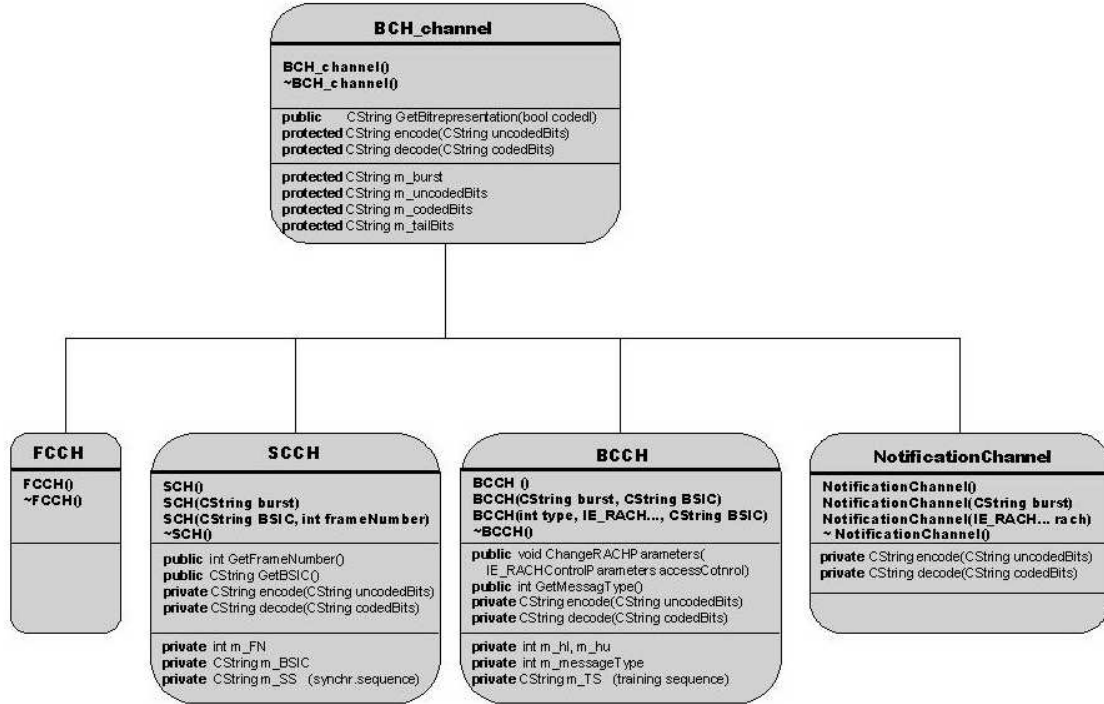 BCH_channel
BCH_channel()
~BCH_channel()
public CString GetBitrepresentation(bool codedI)
protected CString encode(CString uncodedBits)
protected CString decode(CString codedBits)
protected CString m_burst
protected CString m_uncodedBits
protected CString m_codedBits
protected CString m_tailBits
FCCH
FCCH()
~FCCH()
SCCH
SCH()
SCH(CString burst)
SCH(CString BSIC, int frameNumber)
~SCH()
public int GetFrameNumber()
public CString GetBSIC()
private CString encode(CString uncodedBits)
private CString decode(CString codedBits)
private int m_FN
private CString m_BSIC
private CString m_SS (synchr.sequence)
BCCH
BCCH ()
BCCH(CString burst, CString BSIC)
BCCH(int type, IE_RACH..., CString BSIC)
~BCCH()
public void ChangeRACHParameters(
IE_RACHControlParameters accessCotnrol)
public int GetMessagType()
private CString encode(CString uncodedBits)
private CString decode(CString codedBits)
private int m_hl, m_hu
private int m_messageType
private CString m_TS (training sequence)
NotificationChannel
NotificationChannel()
NotificationChannel(CString burst)
NotificationChannel(IE_RACH... rach)
~ NotificationChannel()
private CString encode(CString uncodedBits)
private CString decode(CString codedBits)